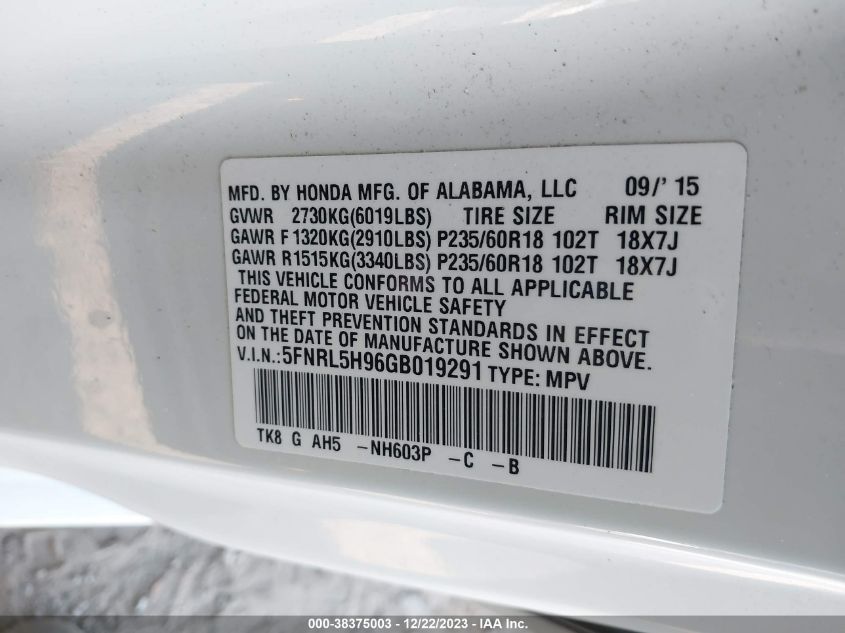 MFD. BY HONDA MFG. OF ALABAMA, LLC 09/' 15
GVWR 2730KG(6019LBS) TIRE SIZE RIM SIZE
GAWR F 1320KG(2910LBS) P235/60R18 102T 18X7J
GAWR R1515KG(3340LBS) P235/60R18 102T 18X7J
THIS VEHICLE CONFORMS TO ALL APPLICABLE
FEDERAL MOTOR VEHICLE SAFETY
AND THEFT PREVENTION STANDARDS IN EFFECT
ON THE DATE OF MANUFACTURE SHOWN ABOVE.
V.I.N.:5FNRL5H96GB019291 TYPE: MPV
TK8 G AH5 -NH603P -C -B
000-38375003 - 12/22/2023 - IAAI Inc.